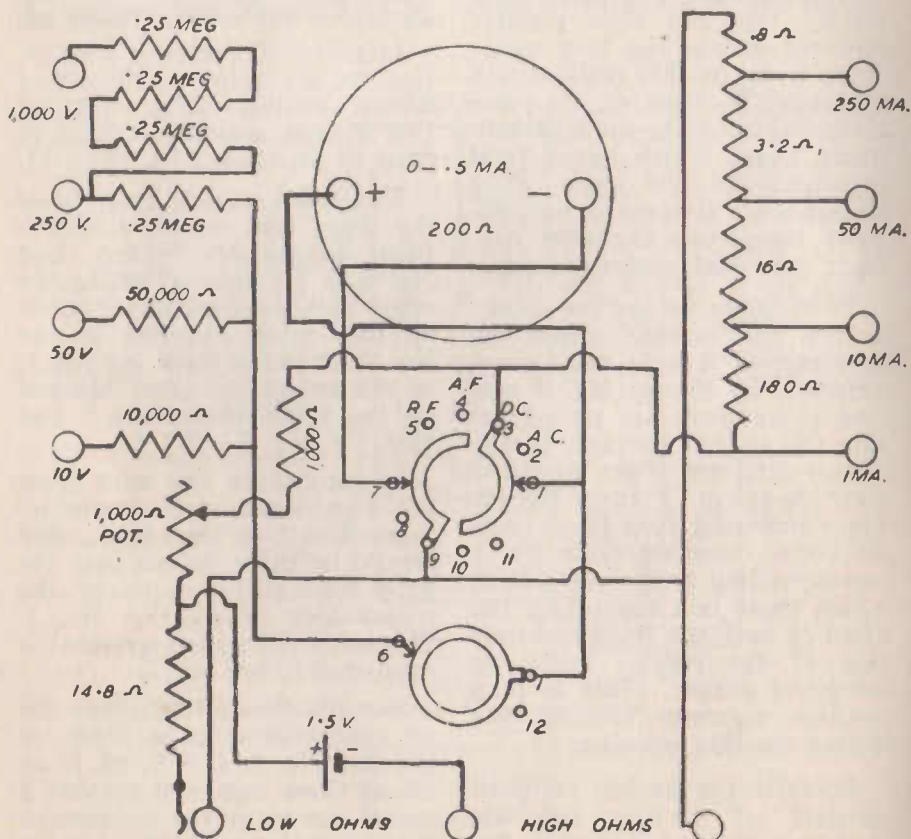 .25 MEG
.8 Ω
.25 MEG
250 MA.
1,000 V.
.25 MEG
3.2 Ω
0-.5 MA.
+
-
250 V.
.25 MEG
200 Ω
50 MA.
50,000 Ω
16 Ω
50 V
10 MA.
A.F
4
R F
5
D.C.
3
180 Ω
10,000 Ω
A C.
2
1,000 Ω
10 V
7
1
1 MA.
1,000 Ω
POT.
8
9
10
11
6
1
14.8 Ω
12
1.5 V.
+
-
LOW OHMS
HIGH OHMS